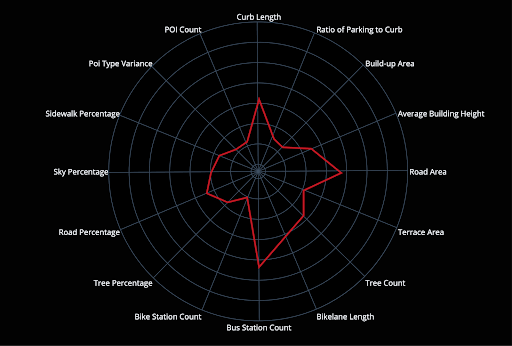 Curb Length
POI Count
Ratio of Parking to Curb
Poi Type Variance
Build-up Area
Sidewalk Percentage
Average Building Height
Sky Percentage
Road Area
Road Percentage
Terrace Area
Tree Percentage
Tree Count
Bike Station Count
Bikelane Length
Bus Station Count